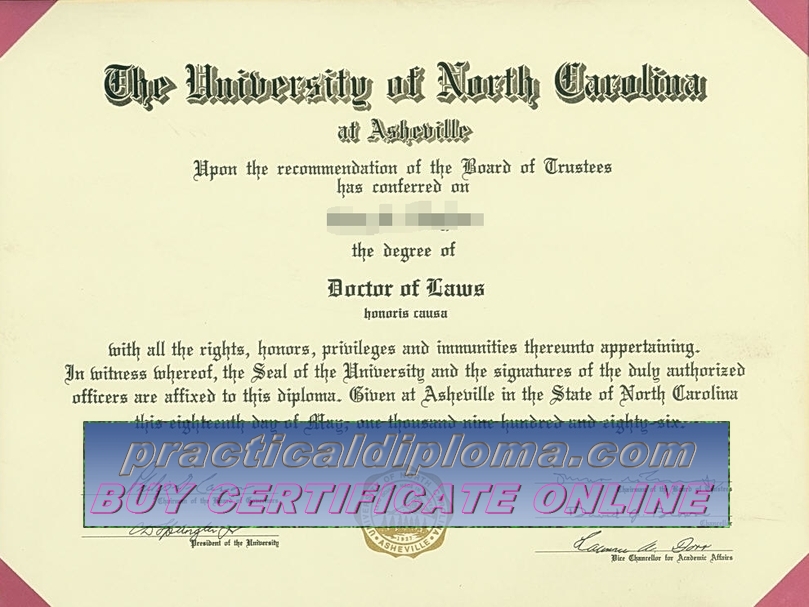 The University of North Carolina
at Asheville
Upon the recommendation of the Board of Trustees
has conferred on
the degree of
Doctor of Laws
honoris causa
with all the rights, honors, privileges and immunities thereunto appertaining.
In witness whereof, the Seal of the University and the signatures of the duly authorized
officers are affixed to this diploma. Given at Asheville in the State of North Carolina
this eighteenth day of May, one thousand nine hundred and eighty-six.
practicaldiploma.com
BUY CERTIFICATE ONLINE
President of the University
1927
ASHEVILLE
Vice Chancellor for Academic Affairs